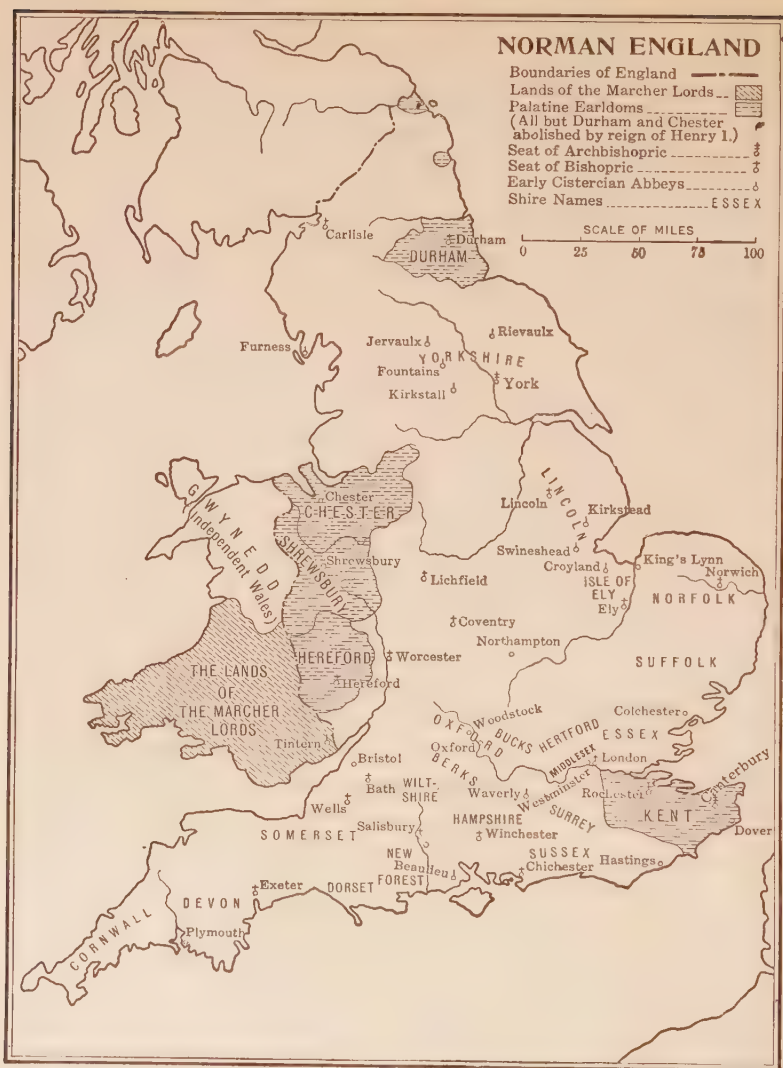 NORMAN ENGLAND
Boundaries of England
Lands of the Marcher Lords
Palatine Earldoms
(All but Durham and Chester
abolished by reign of Henry 1.)
Seat of Archbishopric
Seat of Bishopric
Early Cistercian Abbeys
Shire Names ESSEX
SCALE OF MILES
0 25 50 75 100
Carlisle
Durham
DURHAM
Furness
Jervaulx
Rievaulx
YORKSHIRE
Fountains
York
Kirkstall
GWYNEDD
(Independent Wales)
Chester
CHESTER
LINCOLN
Lincoln
Kirkstead
SHREWSBURY
Shrewsbury
Swineshead
Croyland
King's Lynn
Norwich
Lichfield
ISLE OF
ELY
Ely
NORFOLK
Coventry
Northampton
HEREFORD
Worcester
SUFFOLK
THE LANDS
OF
THE MARCHER
LORDS
Hereford
Tintern
Woodstock
Colchester
OXFORD
Oxford
BUCKS
HERTFORD
ESSEX
BERKS
MIDDLESEX
London
Bristol
Bath
WILT-
SHIRE
Waverly
Westminster
Rochester
Canterbury
Wells
KENT
SOMERSET
Salisbury
HAMPSHIRE
SURREY
Winchester
Dover
NEW
FOREST
Beaulieu
SUSSEX
Chichester
Hastings
DEVON
Exeter
DORSET
CORNWALL
Plymouth